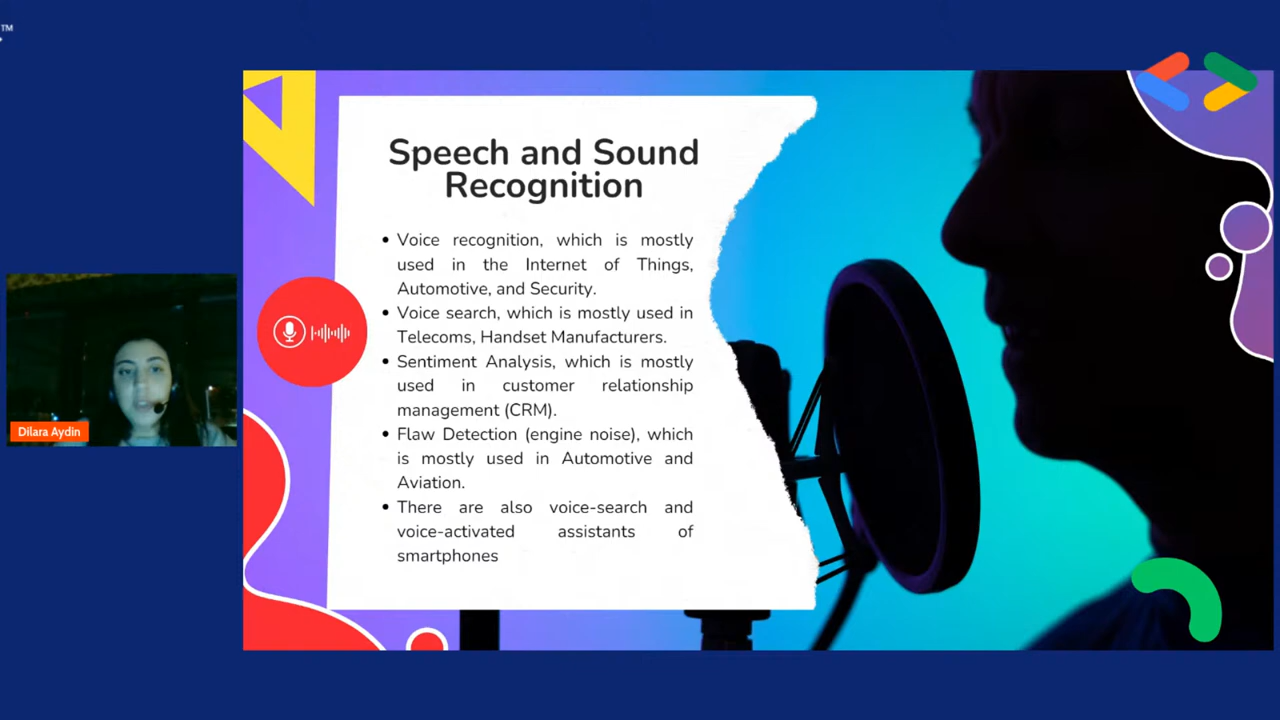 TM
Speech and Sound
Recognition
• Voice recognition, which is mostly
used in the Internet of Things,
Automotive, and Security.
• Voice search, which is mostly used in
Telecoms, Handset Manufacturers.
• Sentiment Analysis, which is mostly
used in customer relationship
management (CRM).
• Flaw Detection (engine noise), which
is mostly used in Automotive and
Aviation.
• There are also voice-search and
voice-activated assistants of
smartphones
Dilara Aydin